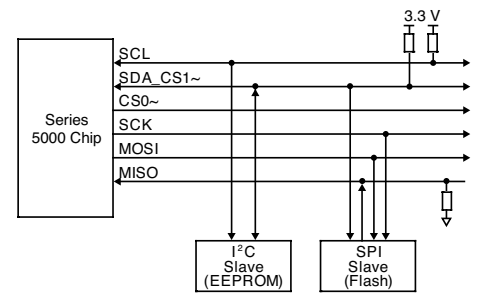 3.3 V
SCL
SDA_CS1~
CS0~
SCK
MOSI
MISO
Series
5000 Chip
I²C
Slave
(EEPROM)
SPI
Slave
(Flash)